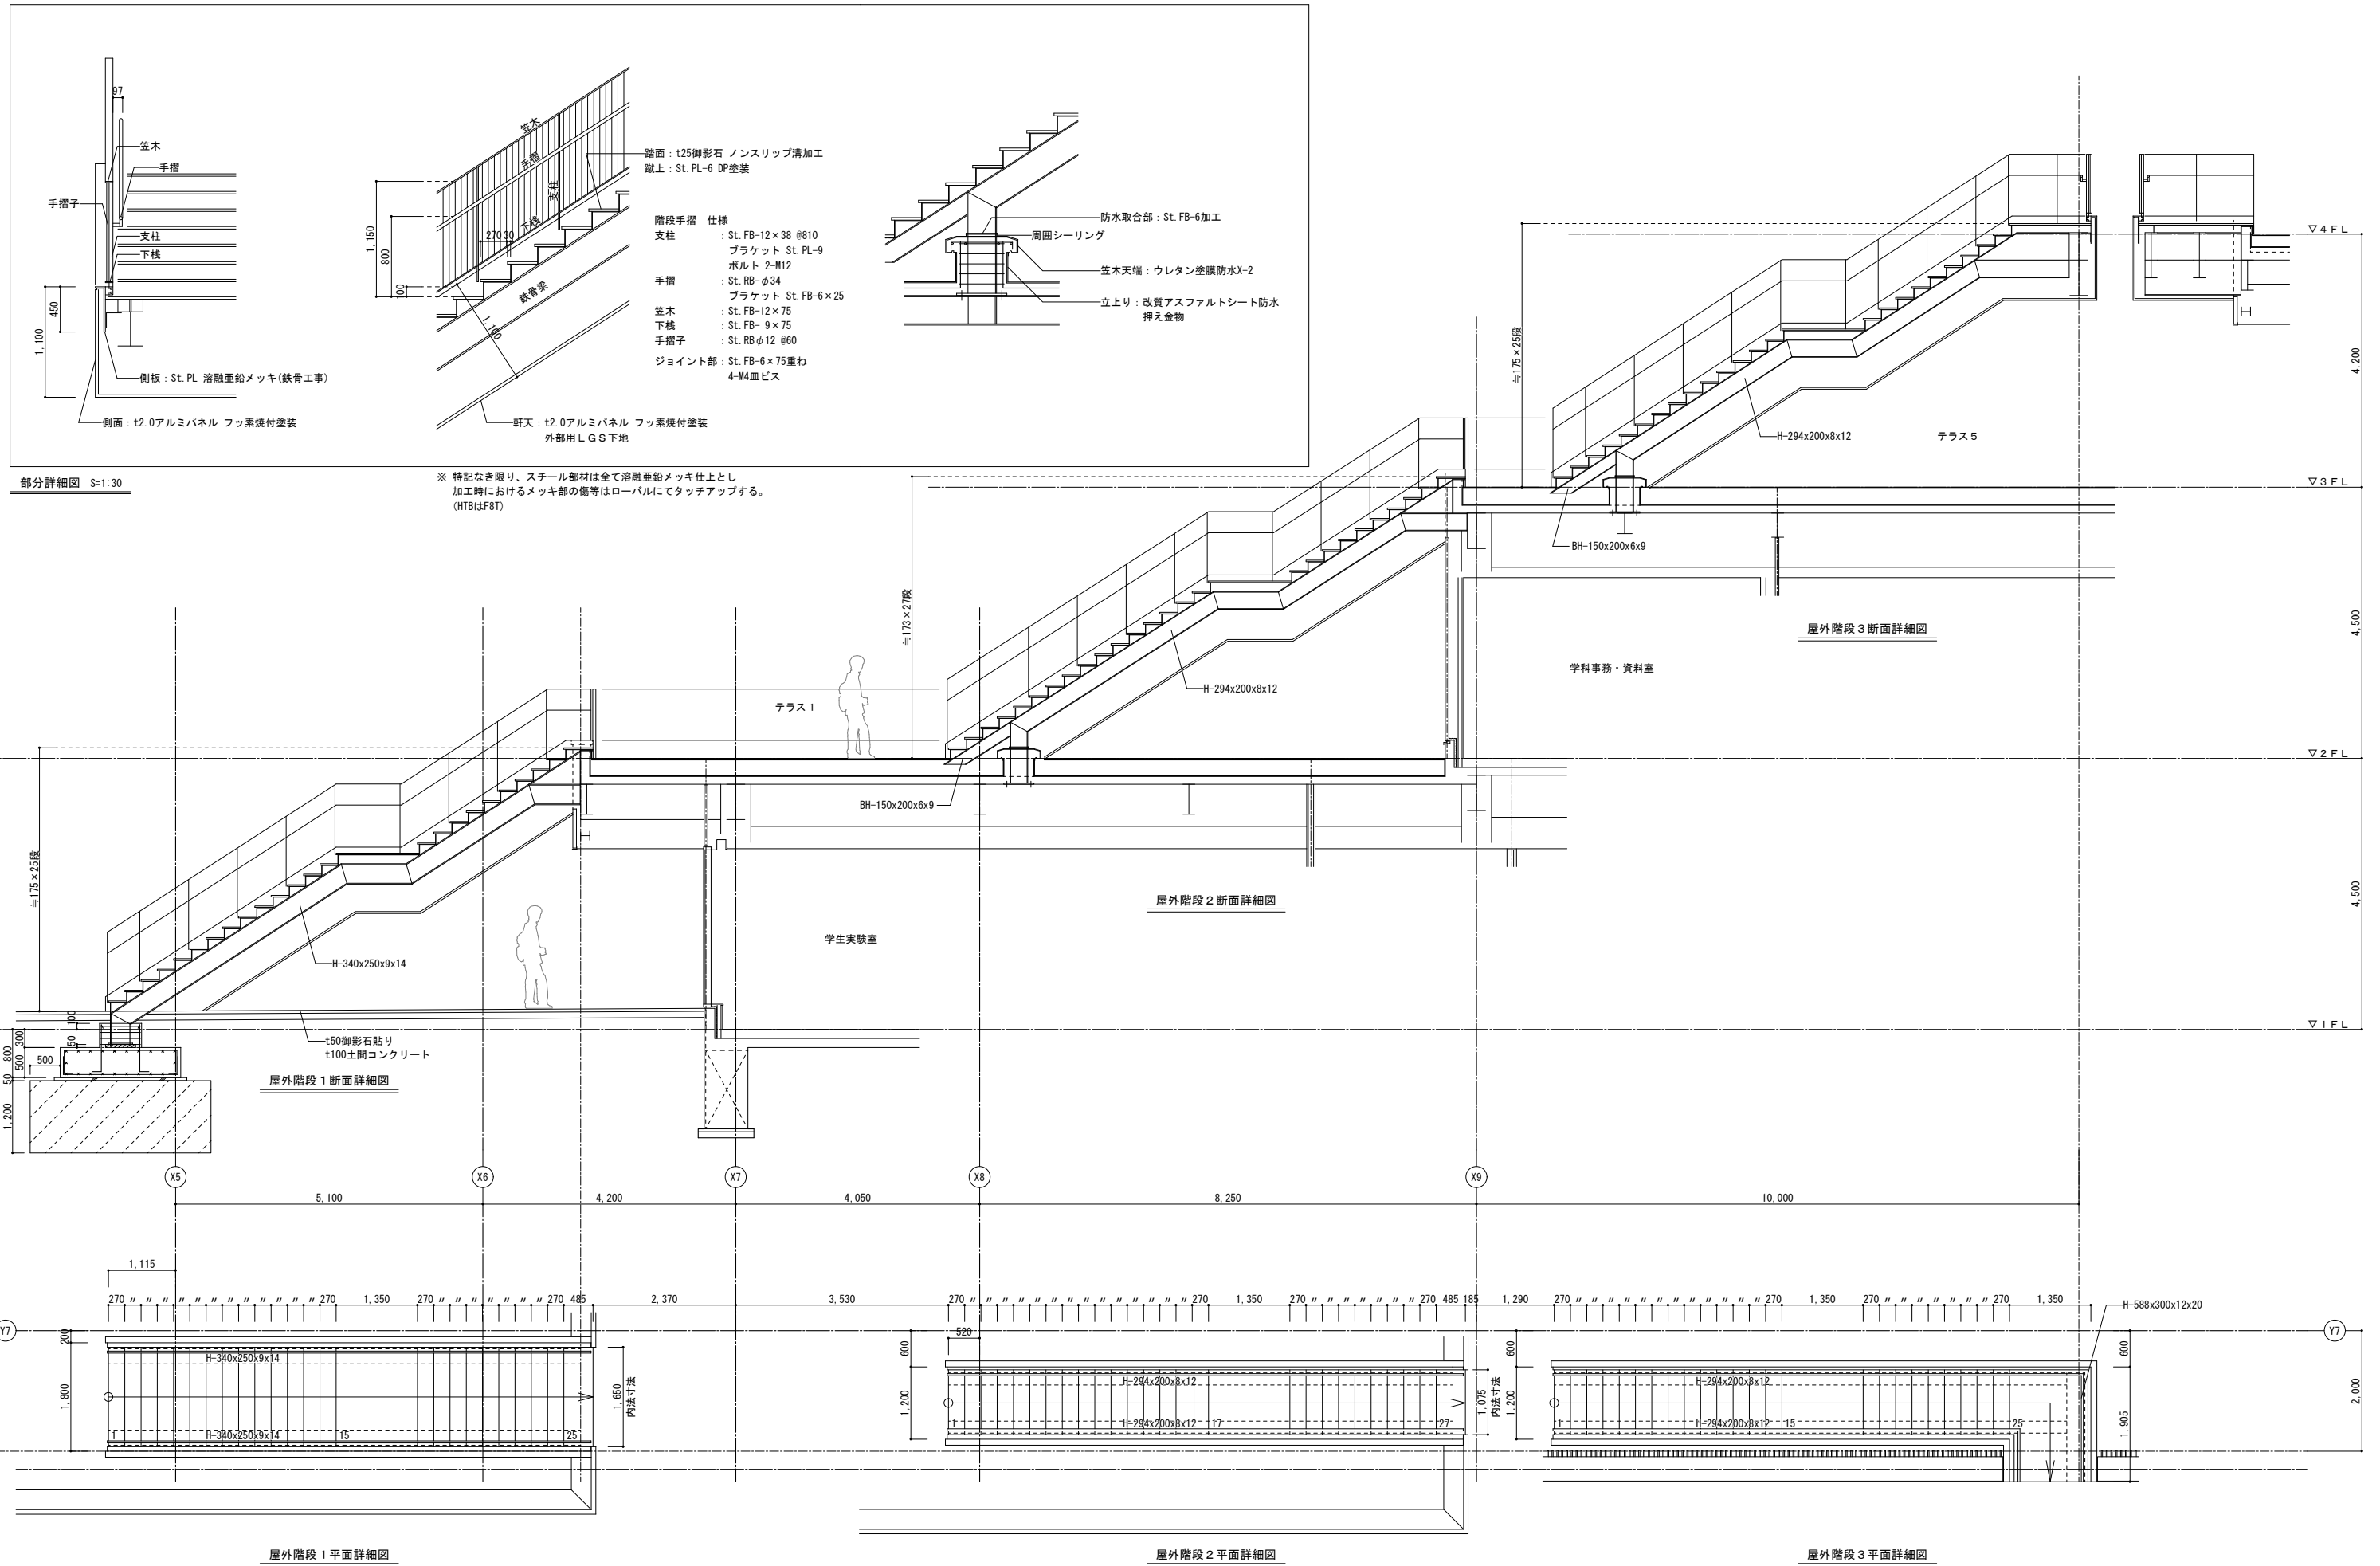 97
笠木
手摺
手摺子
支柱
下桟
450
1,100
側板：St.PL 溶融亜鉛メッキ(鉄骨工事)
側面：t2.0アルミパネル フッ素焼付塗装
部分詳細図 S=1:30
笠木
手摺
支柱
下桟
1,150
800
100
270
30
鉄骨梁
1,100
踏面：t25御影石 ノンスリップ溝加工
蹴上：St.PL-6 DP塗装
階段手摺 仕様
支柱 ：St.FB-12×38 @810
ブラケット St.PL-9
ボルト 2-M12
手摺 ：St.RB-φ34
ブラケット St.FB-6×25
笠木 ：St.FB-12×75
下桟 ：St.FB- 9×75
手摺子 ：St.RBφ12 @60
ジョイント部：St.FB-6×75重ね
4-M4皿ビス
軒天：t2.0アルミパネル フッ素焼付塗装
外部用ＬＧＳ下地
防水取合部：St.FB-6加工
周囲シーリング
笠木天端：ウレタン塗膜防水X-2
立上り：改質アスファルトシート防水
押え金物
※ 特記なき限り、スチール部材は全て溶融亜鉛メッキ仕上とし
加工時におけるメッキ部の傷等はローバルにてタッチアップする。
(HTBはF8T)
▽４ＦＬ
4,200
≒175×25段
H-294x200x8x12
テラス５
▽３ＦＬ
BH-150x200x6x9
屋外階段３断面詳細図
4,500
≒173×27段
学科事務・資料室
H-294x200x8x12
テラス１
▽２ＦＬ
BH-150x200x6x9
≒175×25段
屋外階段２断面詳細図
4,500
学生実験室
H-340x250x9x14
▽１ＦＬ
100
300
50
800
500
500
50
1,200
t50御影石貼り
t100土間コンクリート
屋外階段１断面詳細図
X5
X6
X7
X8
X9
5,100
4,200
4,050
8,250
10,000
1,115
270 〃 〃 〃 〃 〃 〃 〃 〃 〃 〃 〃 〃 270
1,350
270 〃 〃 〃 〃 〃 〃 〃 270 485
2,370
3,530
270 〃 〃 〃 〃 〃 〃 〃 〃 〃 〃 〃 〃 〃 〃 270
1,350
270 〃 〃 〃 〃 〃 〃 〃 270 485 185
1,290
270 〃 〃 〃 〃 〃 〃 〃 〃 〃 〃 〃 〃 270
1,350
270 〃 〃 〃 〃 〃 〃 〃 270
1,350
H-588x300x12x20
Y7
Y7
200
1,800
H-340x250x9x14
H-340x250x9x14
1
15
25
1,650
内法寸法
520
600
1,200
H-294x200x8x12
H-294x200x8x12
1
17
27
1,075
内法寸法
600
1,200
H-294x200x8x12
H-294x200x8x12
1
15
25
600
1,905
2,000
屋外階段１平面詳細図
屋外階段２平面詳細図
屋外階段３平面詳細図